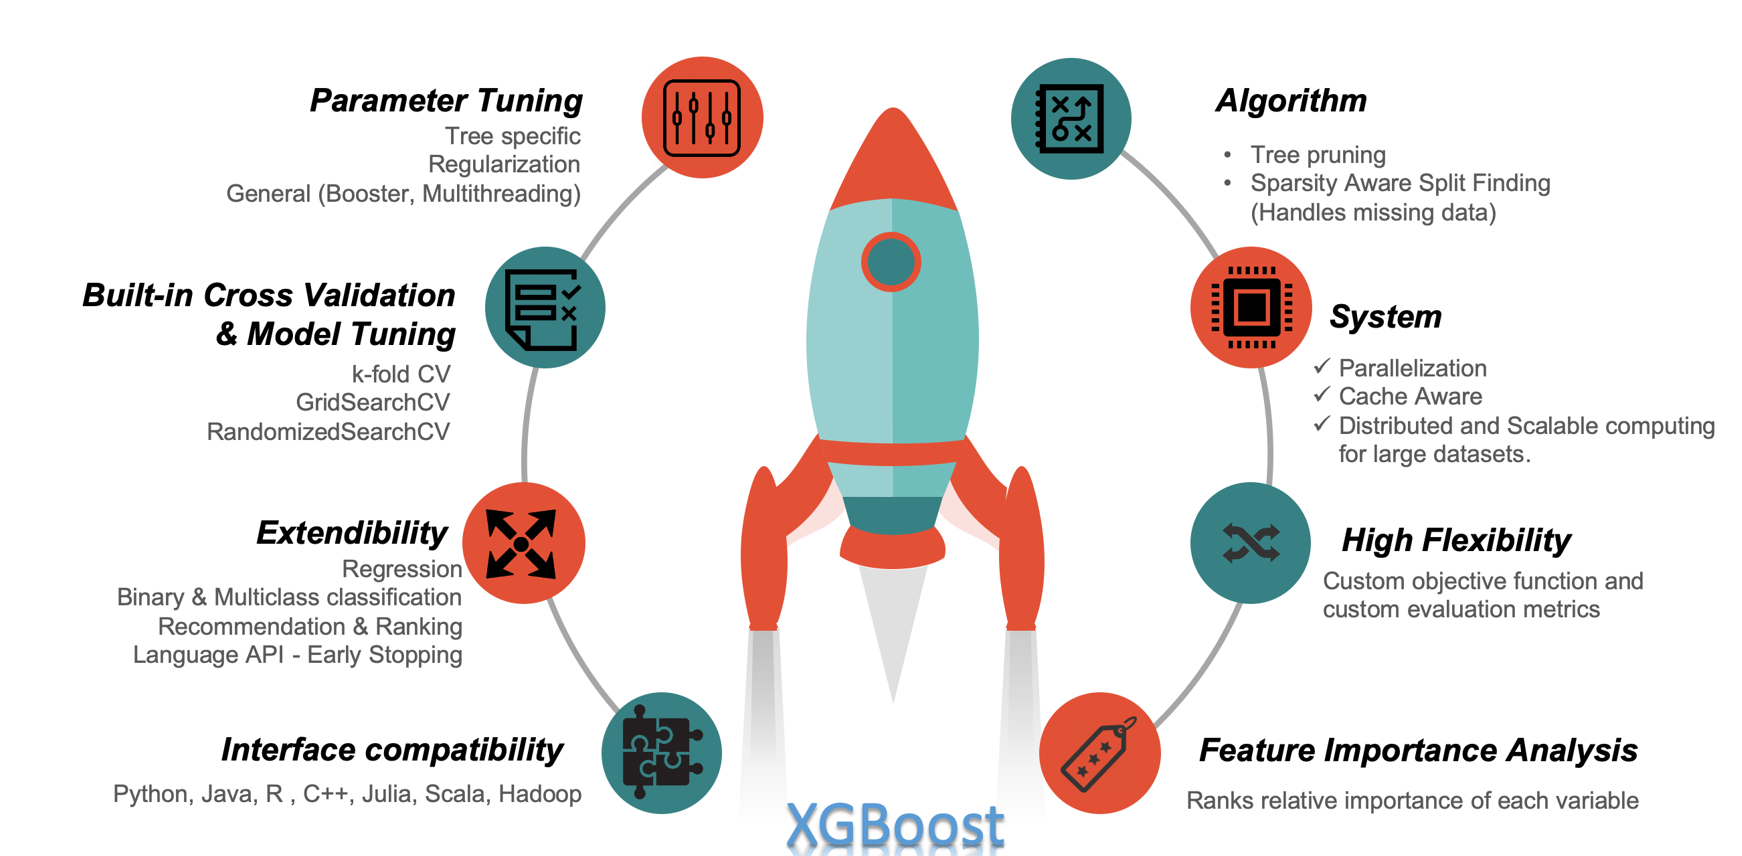 Parameter Tuning
Tree specific
Regularization
General (Booster, Multithreading)
Built-in Cross Validation
& Model Tuning
k-fold CV
GridSearchCV
RandomizedSearchCV
Extendibility
Regression
Binary & Multiclass classification
Recommendation & Ranking
Language API - Early Stopping
Interface compatibility
Python, Java, R , C++, Julia, Scala, Hadoop
Algorithm
• Tree pruning
• Sparsity Aware Split Finding
(Handles missing data)
System
✓ Parallelization
✓ Cache Aware
✓ Distributed and Scalable computing
for large datasets.
High Flexibility
Custom objective function and
custom evaluation metrics
Feature Importance Analysis
Ranks relative importance of each variable
XGBoost